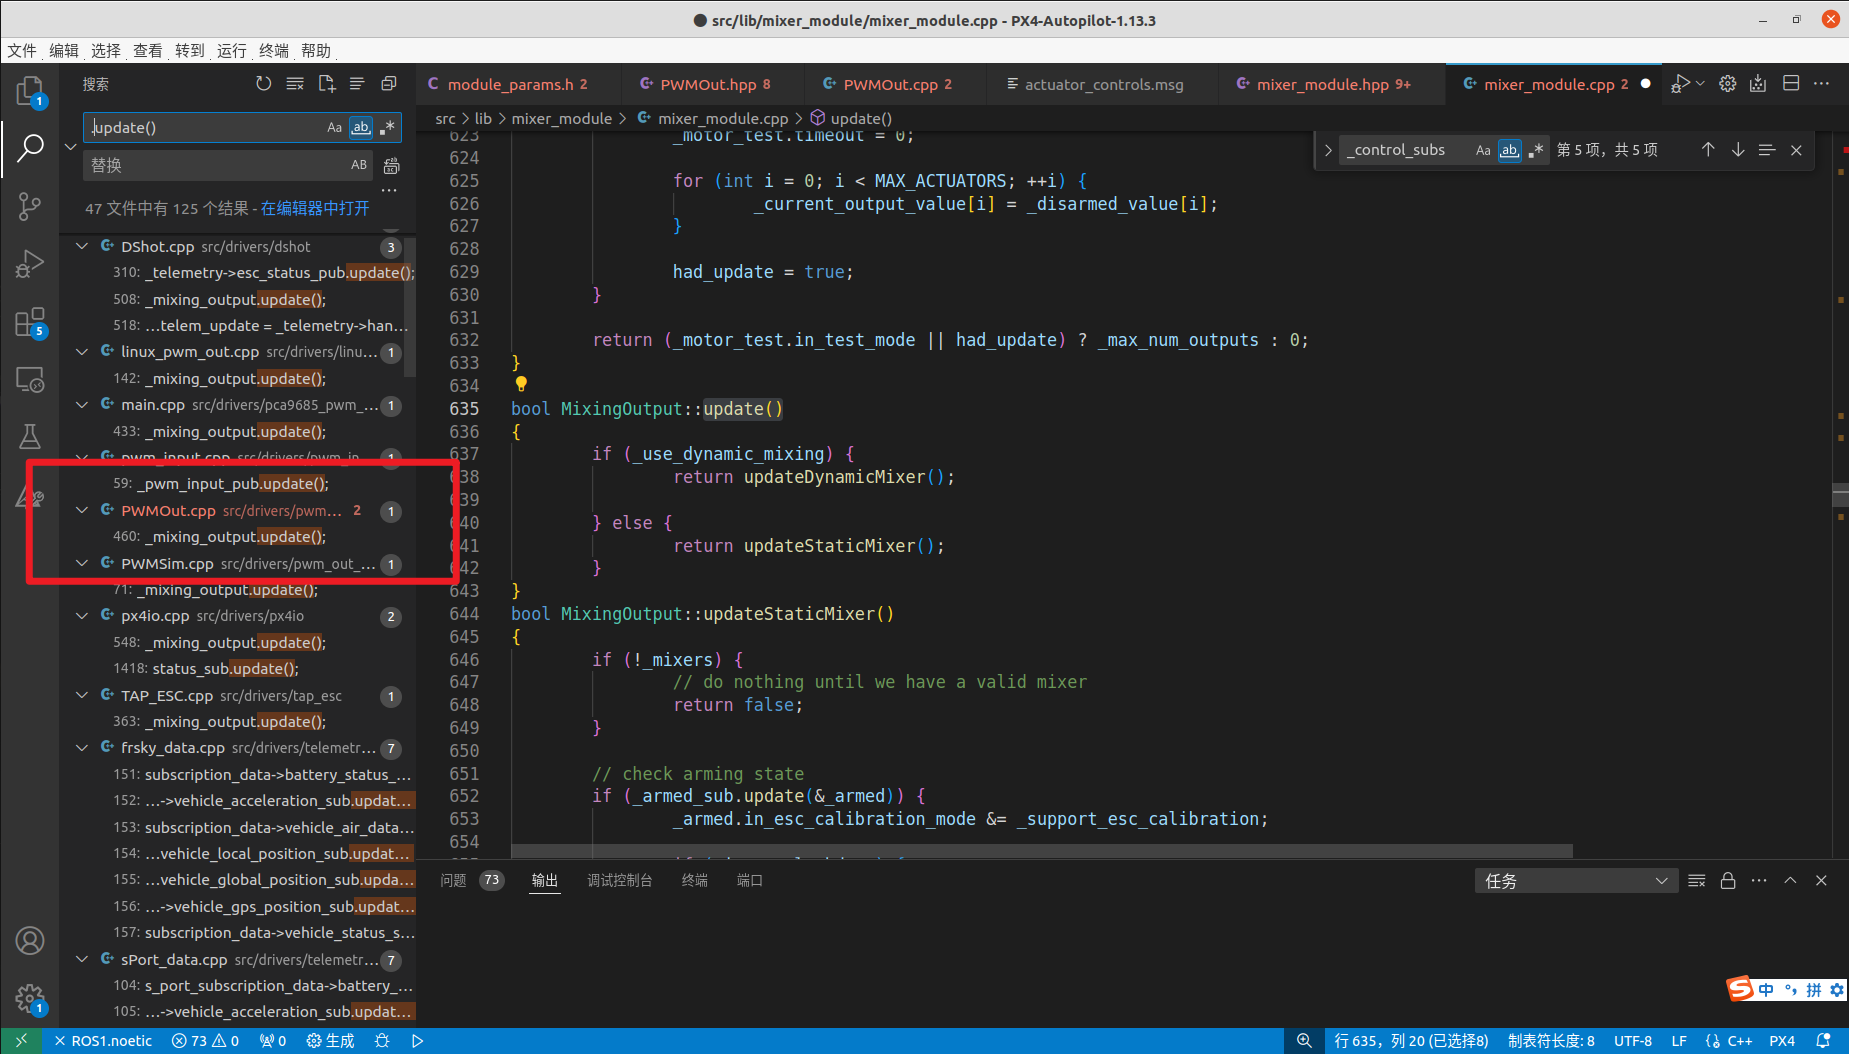 src/lib/mixer_module/mixer_module.cpp - PX4-Autopilot-1.13.3
文件 编辑 选择 查看 转到 运行 终端 帮助
搜索
module_params.h 2
PWMOut.hpp 8
PWMOut.cpp 2
actuator_controls.msg
mixer_module.hpp 9+
mixer_module.cpp 2
.update()
Aa ab
替换
AB
47 文件中有 125 个结果 - 在编辑器中打开
DShot.cpp src/drivers/dshot 3
310: _telemetry->esc_status_pub.update();
508: _mixing_output.update();
518: …telem_update = _telemetry->han…
linux_pwm_out.cpp src/drivers/linu… 1
142: _mixing_output.update();
main.cpp src/drivers/pca9685_pwm_… 1
433: _mixing_output.update();
pwm_input.cpp src/drivers/pwm_in 1
59: _pwm_input_pub.update();
PWMOut.cpp src/drivers/pwm… 2 1
460: _mixing_output.update();
PWMSim.cpp src/drivers/pwm_out_… 1
71: _mixing_output.update();
px4io.cpp src/drivers/px4io 2
548: _mixing_output.update();
1418: status_sub.update();
TAP_ESC.cpp src/drivers/tap_esc 1
363: _mixing_output.update();
frsky_data.cpp src/drivers/telemetr… 7
151: subscription_data->battery_status_…
152: …->vehicle_acceleration_sub.updat…
153: subscription_data->vehicle_air_data…
154: …vehicle_local_position_sub.updat…
155: …vehicle_global_position_sub.upda…
156: …->vehicle_gps_position_sub.updat…
157: subscription_data->vehicle_status_s…
sPort_data.cpp src/drivers/telemetr… 7
104: s_port_subscription_data->battery_…
105: …->vehicle_acceleration_sub.updat…
1
5
1
src > lib > mixer_module > mixer_module.cpp > update()
_control_subs Aa ab 第 5 项，共 5 项
623 _motor_test.timeout = 0;
624
625 for (int i = 0; i < MAX_ACTUATORS; ++i) {
626 _current_output_value[i] = _disarmed_value[i];
627 }
628
629 had_update = true;
630 }
631
632 return (_motor_test.in_test_mode || had_update) ? _max_num_outputs : 0;
633 }
634
635 bool MixingOutput::update()
636 {
637 if (_use_dynamic_mixing) {
638 return updateDynamicMixer();
639
640 } else {
641 return updateStaticMixer();
642 }
643 }
644 bool MixingOutput::updateStaticMixer()
645 {
646 if (!_mixers) {
647 // do nothing until we have a valid mixer
648 return false;
649 }
650
651 // check arming state
652 if (_armed_sub.update(&_armed)) {
653 _armed.in_esc_calibration_mode &= _support_esc_calibration;
654
问题 73 输出 调试控制台 终端 端口
任务
S 中 °, 拼
ROS1.noetic 73 0 0 生成
行 635，列 20 (已选择8) 制表符长度: 8 UTF-8 LF C++ PX4